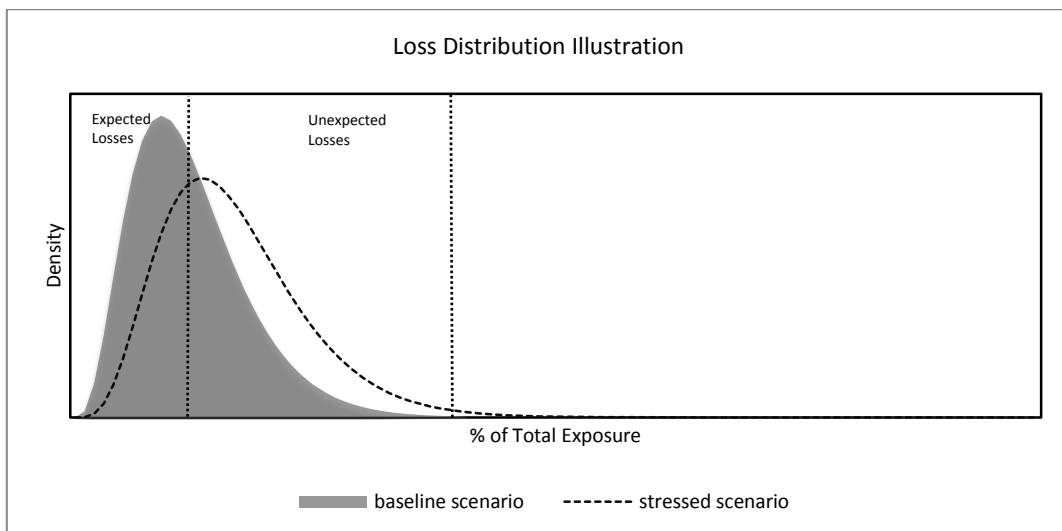 Loss Distribution Illustration
Expected
Losses
Unexpected
Losses
Density
% of Total Exposure
baseline scenario
stressed scenario